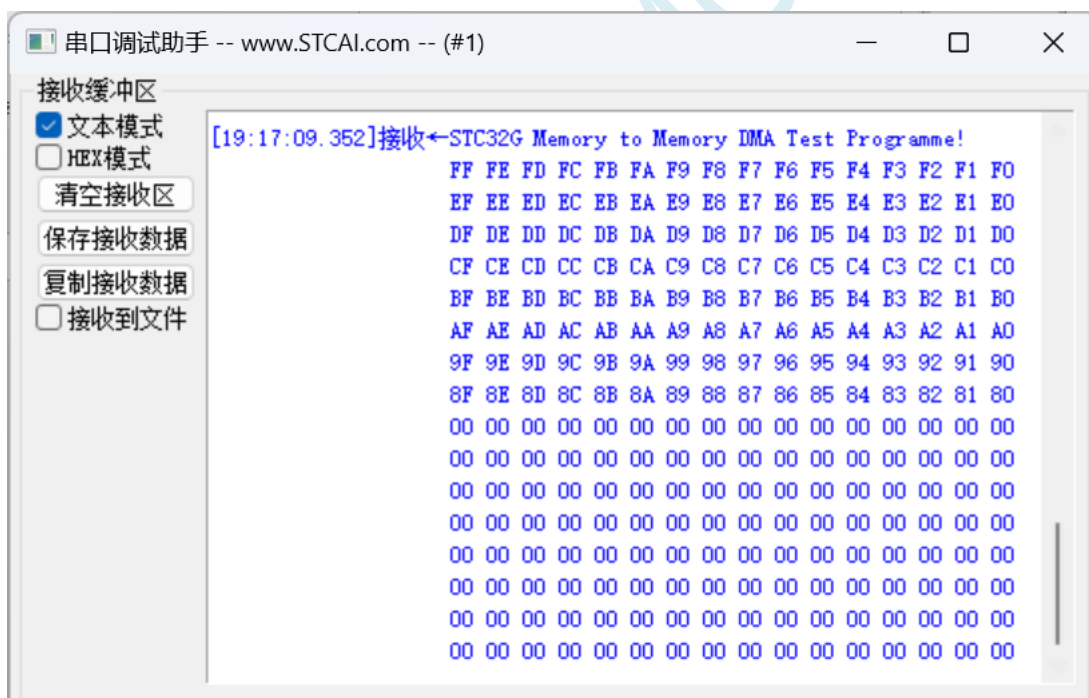 串口调试助手 -- www.STCAI.com -- (#1)
接收缓冲区
文本模式
HEX模式
清空接收区
保存接收数据
复制接收数据
接收到文件
[19:17:09.352]接收←STC32G Memory to Memory DMA Test Programme!
FF FE FD FC FB FA F9 F8 F7 F6 F5 F4 F3 F2 F1 F0
EF EE ED EC EB EA E9 E8 E7 E6 E5 E4 E3 E2 E1 E0
DF DE DD DC DB DA D9 D8 D7 D6 D5 D4 D3 D2 D1 D0
CF CE CD CC CB CA C9 C8 C7 C6 C5 C4 C3 C2 C1 C0
BF BE BD BC BB BA B9 B8 B7 B6 B5 B4 B3 B2 B1 B0
AF AE AD AC AB AA A9 A8 A7 A6 A5 A4 A3 A2 A1 A0
9F 9E 9D 9C 9B 9A 99 98 97 96 95 94 93 92 91 90
8F 8E 8D 8C 8B 8A 89 88 87 86 85 84 83 82 81 80
00 00 00 00 00 00 00 00 00 00 00 00 00 00 00 00
00 00 00 00 00 00 00 00 00 00 00 00 00 00 00 00
00 00 00 00 00 00 00 00 00 00 00 00 00 00 00 00
00 00 00 00 00 00 00 00 00 00 00 00 00 00 00 00
00 00 00 00 00 00 00 00 00 00 00 00 00 00 00 00
00 00 00 00 00 00 00 00 00 00 00 00 00 00 00 00
00 00 00 00 00 00 00 00 00 00 00 00 00 00 00 00
00 00 00 00 00 00 00 00 00 00 00 00 00 00 00 00